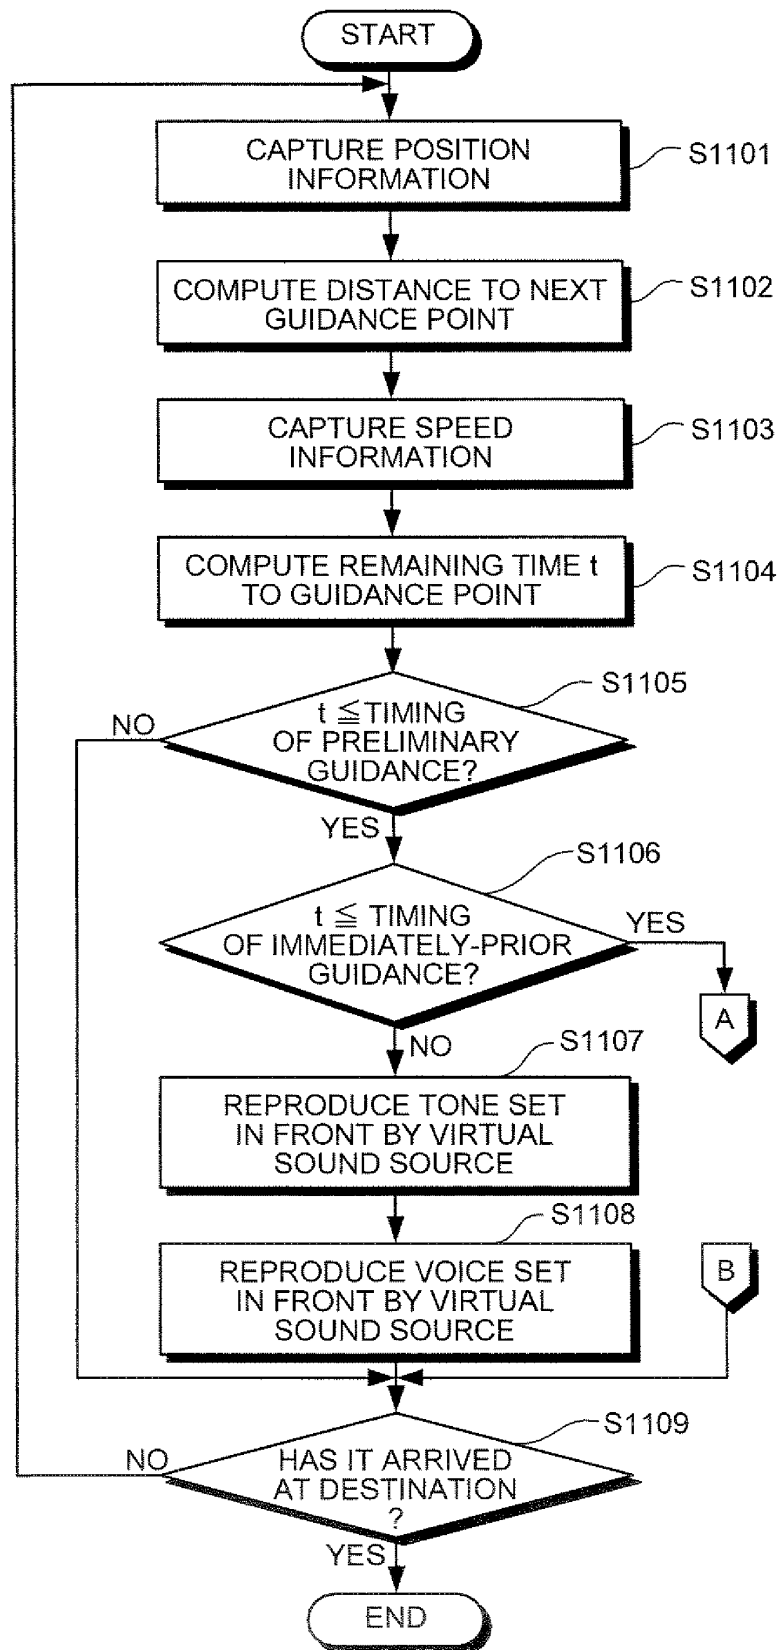 START
CAPTURE POSITION
INFORMATION
S1101
COMPUTE DISTANCE TO NEXT
GUIDANCE POINT
S1102
CAPTURE SPEED
INFORMATION
S1103
COMPUTE REMAINING TIME t
TO GUIDANCE POINT
S1104
t ≦TIMING
OF PRELIMINARY
GUIDANCE?
S1105
NO
YES
t ≦ TIMING
OF IMMEDIATELY-PRIOR
GUIDANCE?
S1106
YES
A
NO
REPRODUCE TONE SET
IN FRONT BY VIRTUAL
SOUND SOURCE
S1107
REPRODUCE VOICE SET
IN FRONT BY VIRTUAL
SOUND SOURCE
S1108
B
HAS IT ARRIVED
AT DESTINATION
?
S1109
NO
YES
END